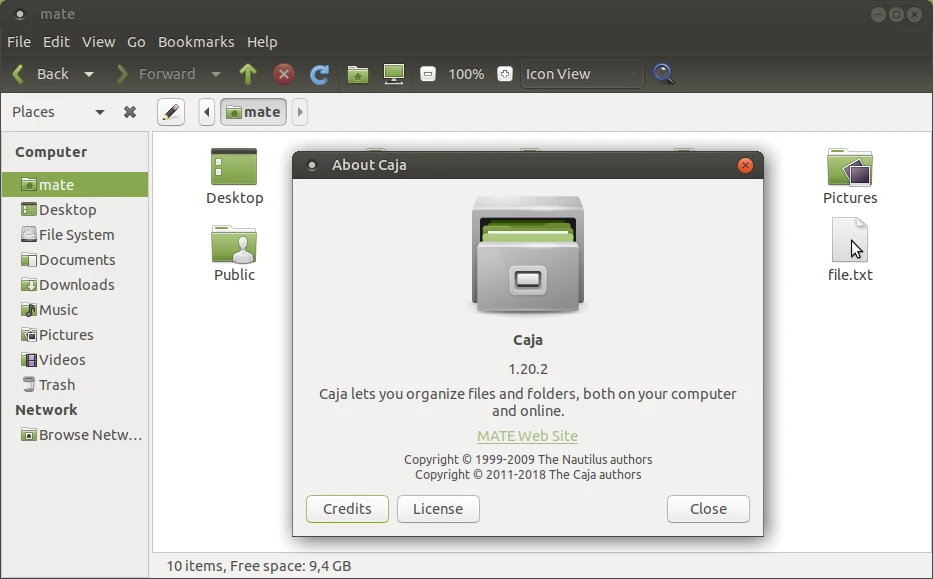 mate
File Edit View Go Bookmarks Help
Back Forward 100% Icon View
Places mate
Computer
mate
Desktop
File System
Documents
Downloads
Music
Pictures
Videos
Trash
Network
Browse Netw…
Desktop
Pictures
Public
file.txt
About Caja
Caja
1.20.2
Caja lets you organize files and folders, both on your computer
and online.
MATE Web Site
Copyright © 1999-2009 The Nautilus authors
Copyright © 2011-2018 The Caja authors
Credits License Close
10 items, Free space: 9,4 GB